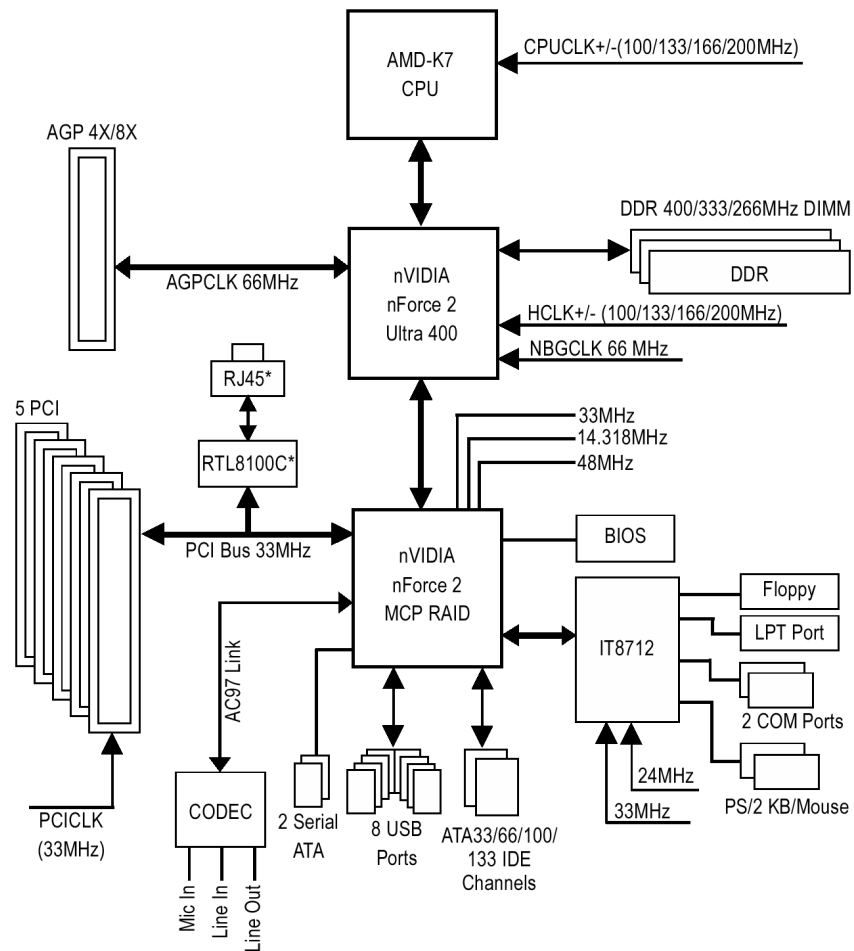 AMD-K7
CPU
CPUCLK+/-(100/133/166/200MHz)
AGP 4X/8X
DDR 400/333/266MHz DIMM
DDR
AGPCLK 66MHz
nVIDIA
nForce 2
Ultra 400
HCLK+/- (100/133/166/200MHz)
NBGCLK 66 MHz
RJ45*
5 PCI
RTL8100C*
33MHz
14.318MHz
48MHz
PCI Bus 33MHz
nVIDIA
nForce 2
MCP RAID
BIOS
IT8712
Floppy
LPT Port
2 COM Ports
PS/2 KB/Mouse
24MHz
33MHz
AC97 Link
PCICLK
(33MHz)
CODEC
2 Serial
ATA
8 USB
Ports
ATA33/66/100/
133 IDE
Channels
Mic In
Line In
Line Out